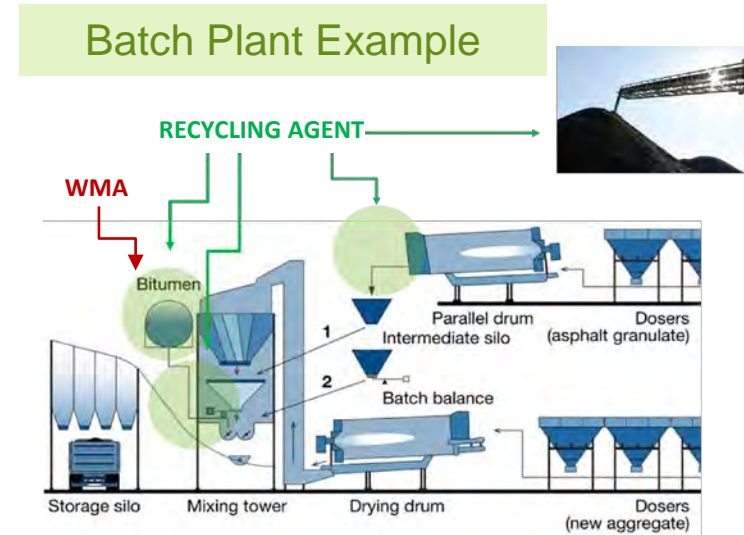 Batch Plant Example
RECYCLING AGENT
WMA
Bitumen
1
Parallel drum
Intermediate silo
Dosers
(asphalt granulate)
2
Batch balance
Storage silo
Mixing tower
Drying drum
Dosers
(new aggregate)